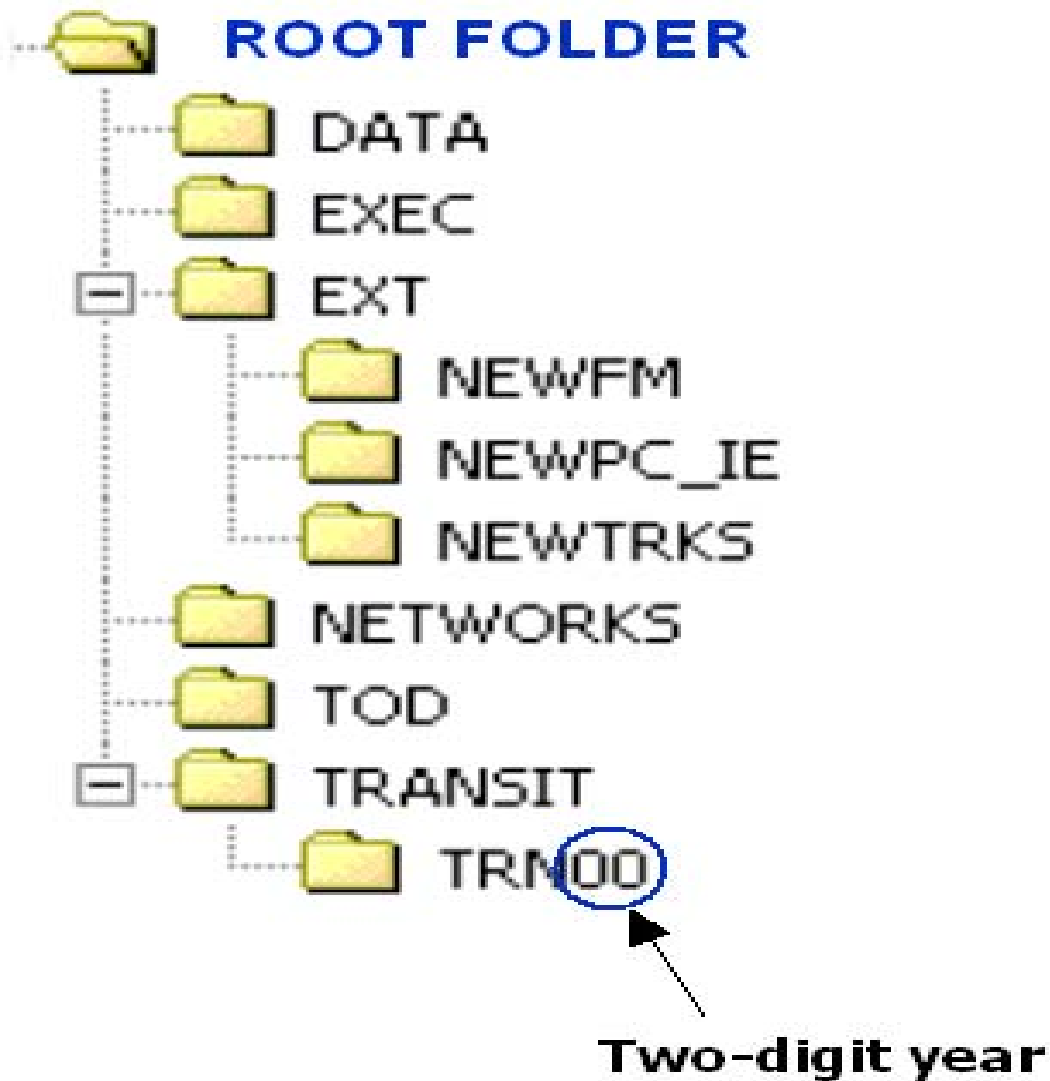 ROOT FOLDER
DATA
EXEC
EXT
NEWFM
NEWPC_IE
NEWTRKS
NETWORKS
TOD
TRANSIT
TRN00
Two-digit year